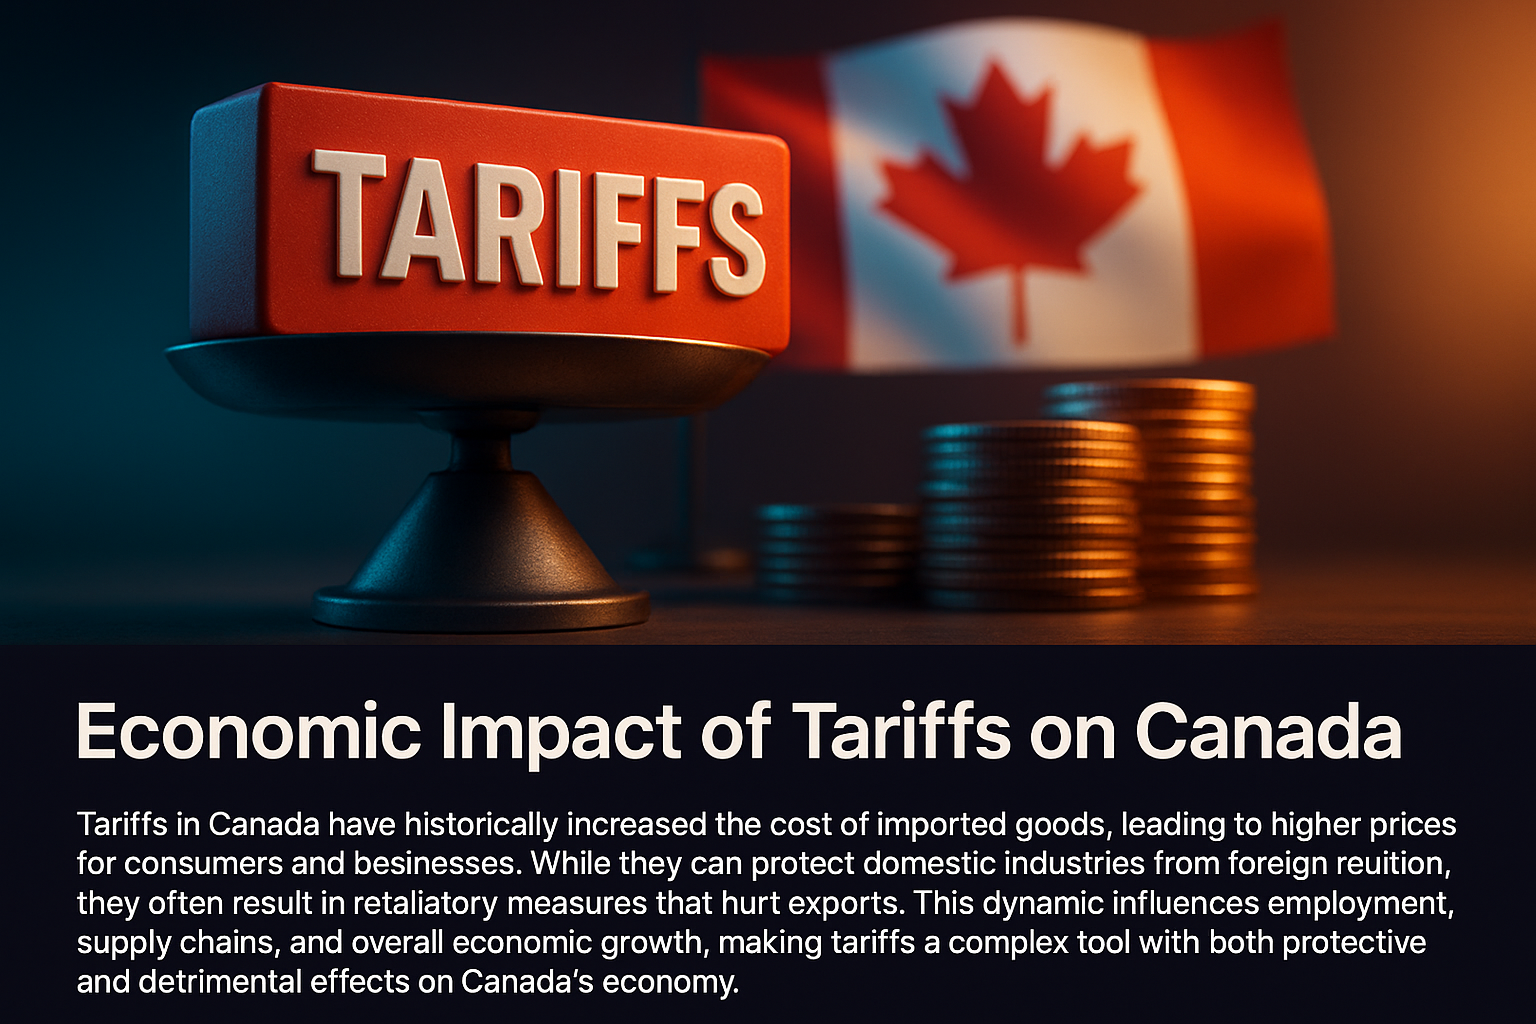 TARIFFS
Economic Impact of Tariffs on Canada
Tariffs in Canada have historically increased the cost of imported goods, leading to higher prices
for consumers and besinesses. While they can protect domestic industries from foreign reuition,
they often result in retaliatory measures that hurt exports. This dynamic influences employment,
supply chains, and overall economic growth, making tariffs a complex tool with both protective
and detrimental effects on Canada’s economy.